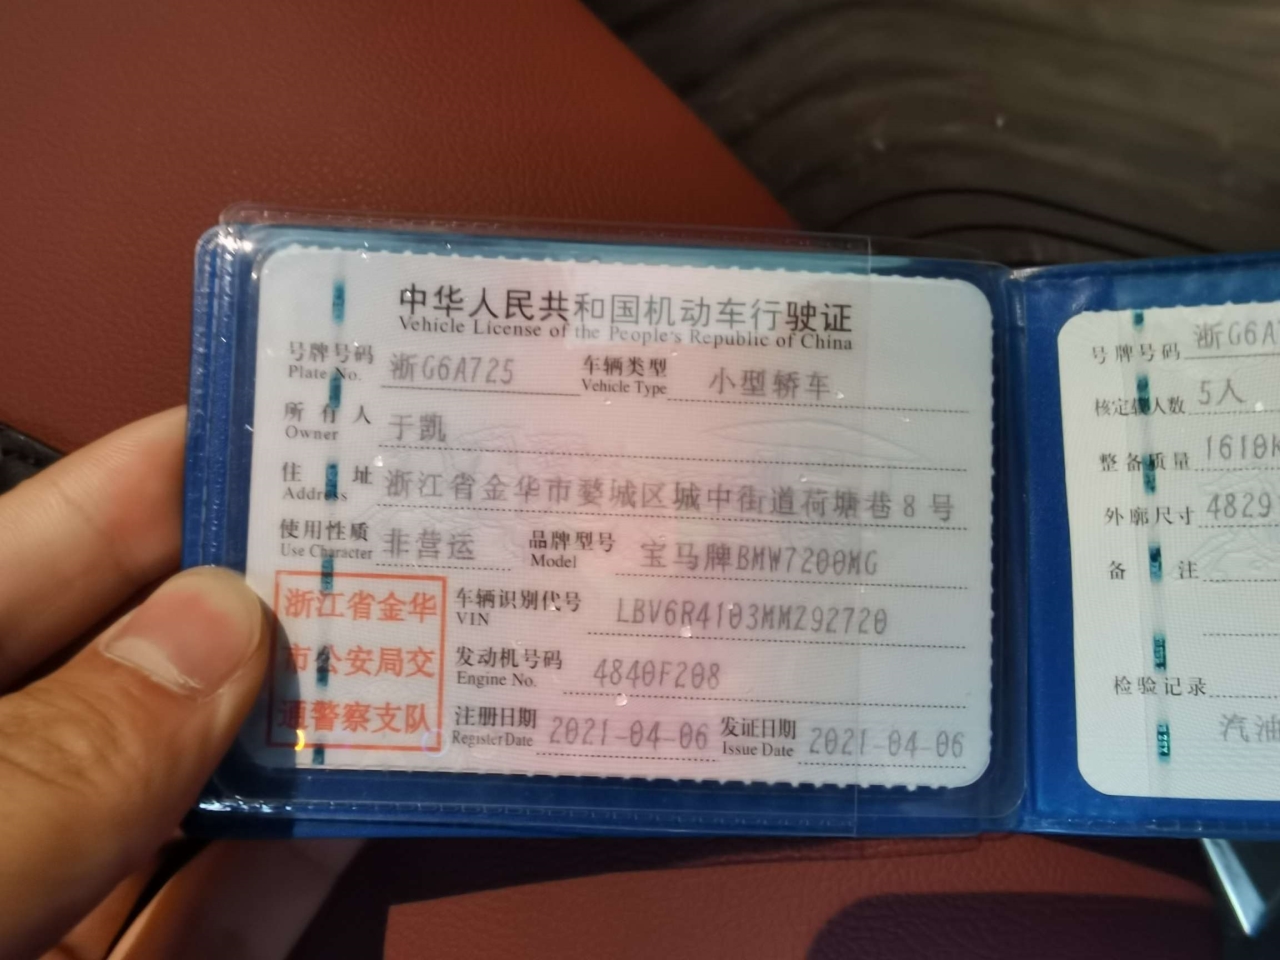 中华人民共和国机动车行驶证
Vehicle License of the People's Republic of China
号牌号码 浙G6A725 车辆类型 小型轿车
Plate No. Vehicle Type
所有人 于凯
Owner
住址 浙江省金华市婺城区城中街道荷塘巷8号
Address
使用性质 非营运 品牌型号 宝马牌BMW7200MG
Use Character Model
浙江省金华
市公安局交
通警察支队
车辆识别代号 LBV6R4103MM292720
VIN
发动机号码 4840F208
Engine No.
注册日期 2021-04-06 发证日期 2021-04-06
Register Date Issue Date
号牌号码 浙G6A
核定载人数 5人
整备质量 1610K
外廓尺寸 4829
备注
检验记录
汽油